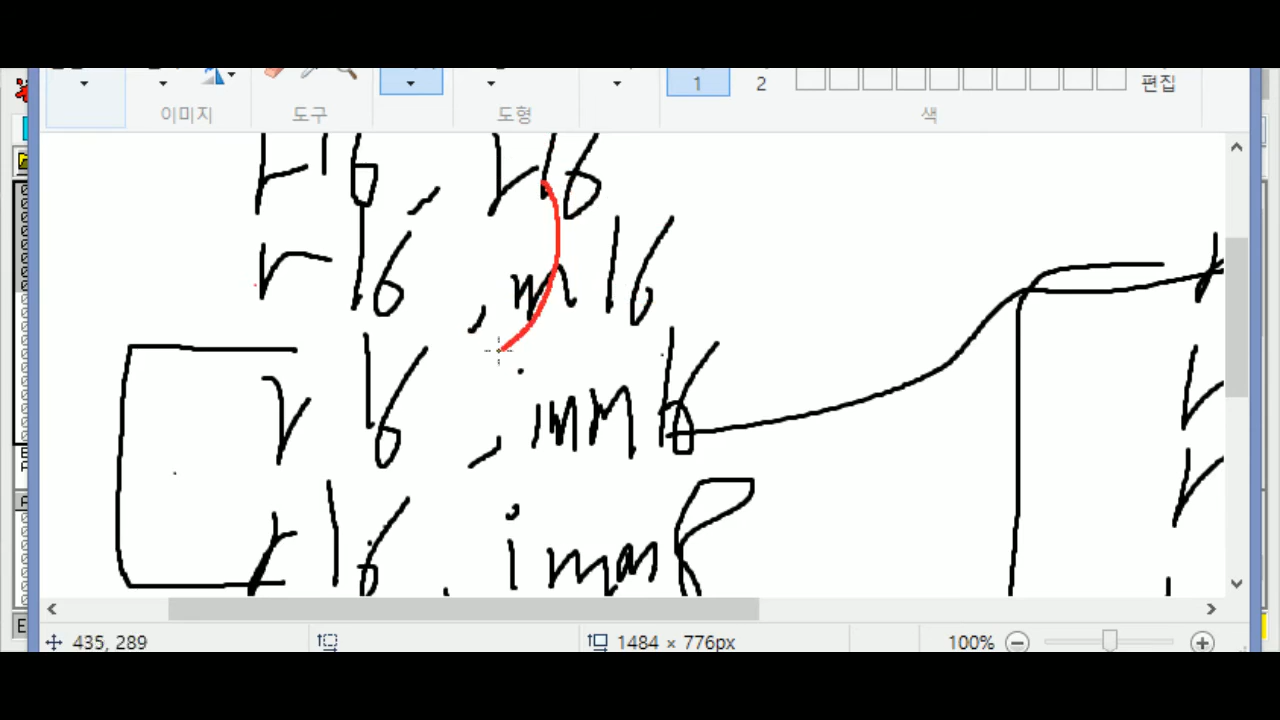 1
2
편집
이미지
도구
도형
색
r16, r16
r16, m16
r16, imm16
r16, imm8
435, 289
1484 × 776px
100%